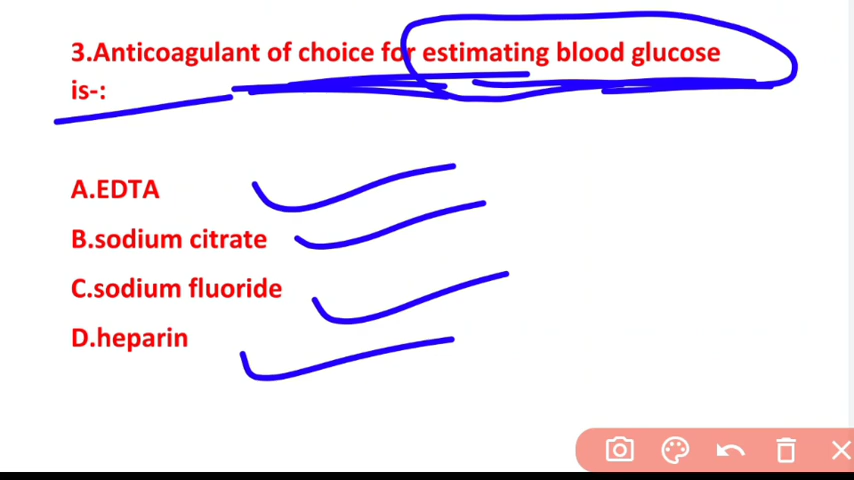 3.Anticoagulant of choice for estimating blood glucose
is-:
A.EDTA
B.sodium citrate
C.sodium fluoride
D.heparin